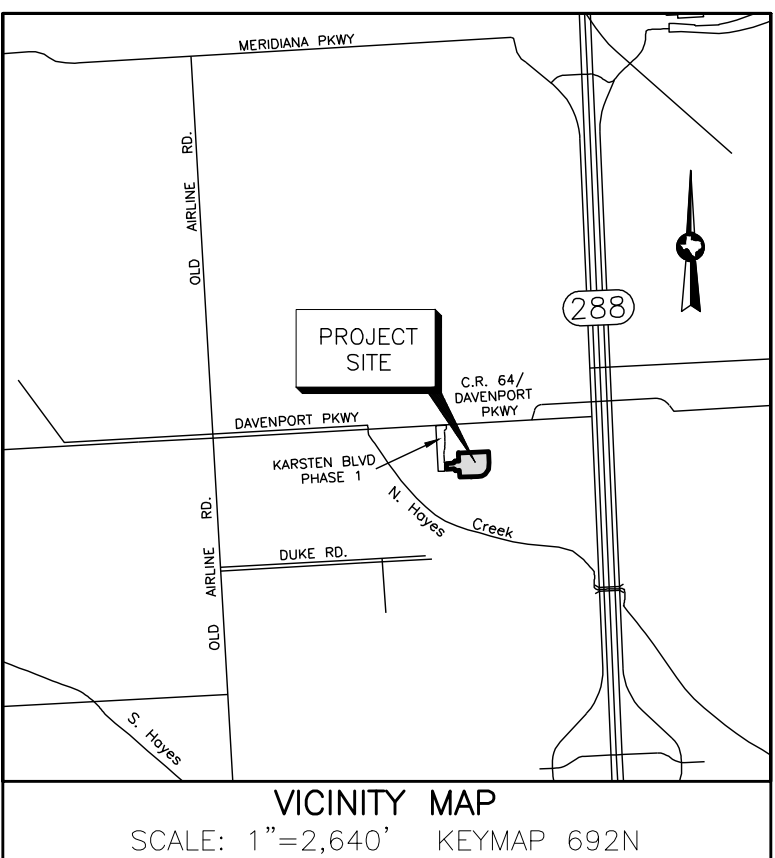 MERIDIANA PKWY
OLD AIRLINE RD.
288
PROJECT
SITE
C.R. 64/
DAVENPORT
PKWY
DAVENPORT PKWY
KARSTEN BLVD
PHASE 1
N. Hayes Creek
OLD AIRLINE RD.
DUKE RD.
S. Hayes
VICINITY MAP
SCALE: 1"=2,640' KEYMAP 692N